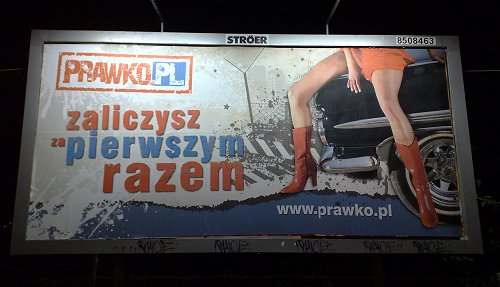 STRÖER
8508463
PRAWKO.PL
zaliczysz
za pierwszym
razem
www.prawko.pl